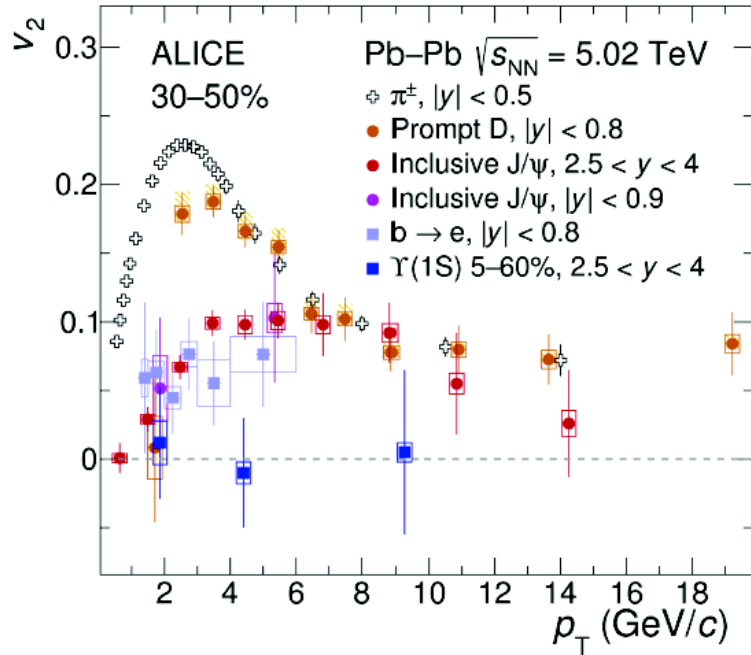 v₂
0.3
0.2
0.1
0
ALICE
30–50%
Pb–Pb √sNN = 5.02 TeV
π±, |y| < 0.5
Prompt D, |y| < 0.8
Inclusive J/ψ, 2.5 < y < 4
Inclusive J/ψ, |y| < 0.9
b → e, |y| < 0.8
ϒ(1S) 5–60%, 2.5 < y < 4
2 4 6 8 10 12 14 16 18
pT (GeV/c)